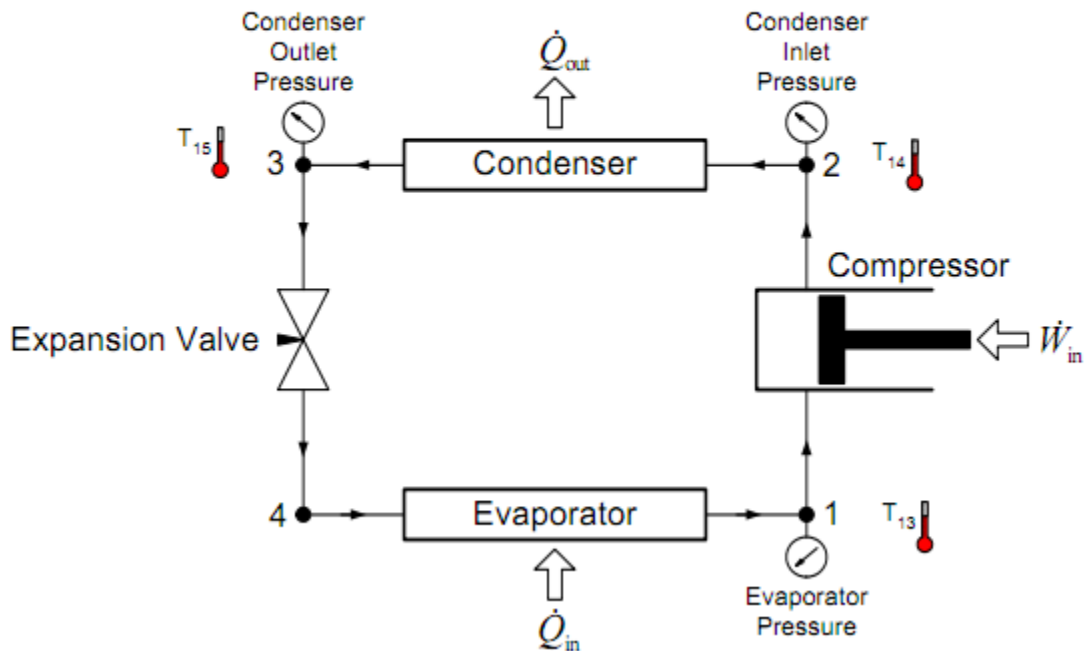 Condenser
Outlet
Pressure
Q̇out
Condenser
Inlet
Pressure
T15
3
Condenser
2
T14
Compressor
Expansion Valve
Ẇin
4
Evaporator
1
T13
Q̇in
Evaporator
Pressure